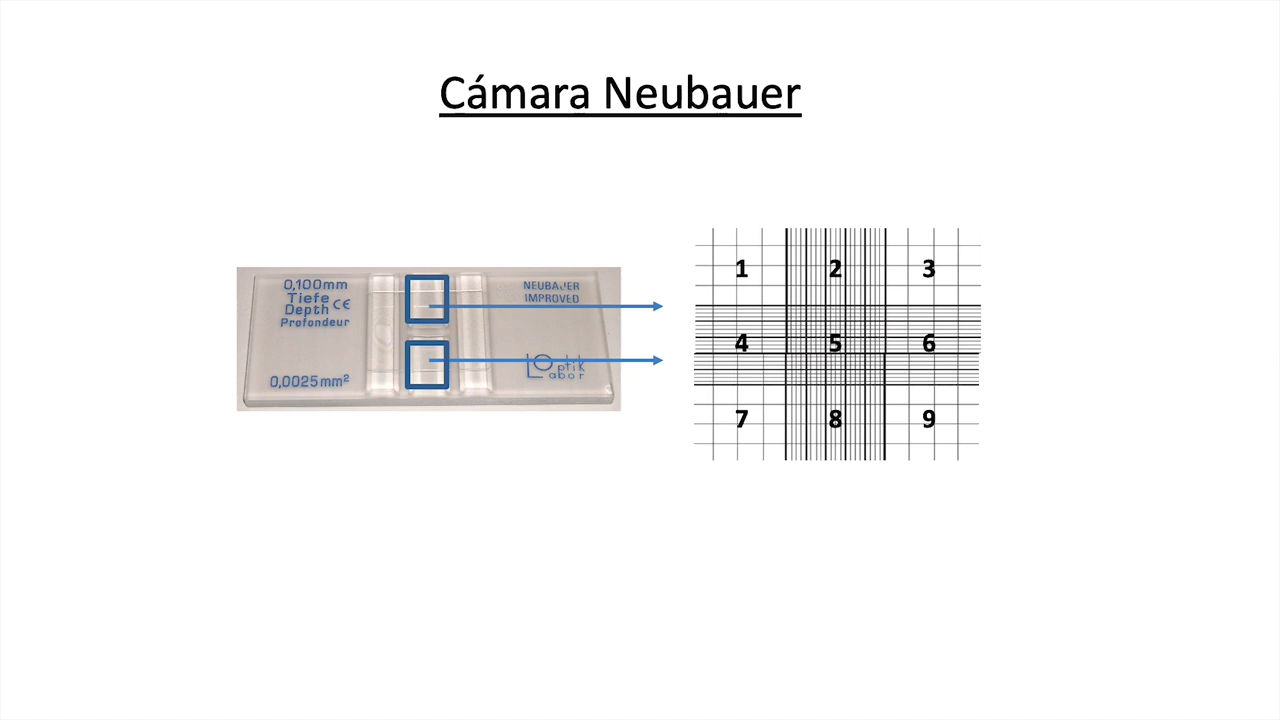 Cámara Neubauer
0,100mm
Tiefe
Depth CE
Profondeur
0,0025mm²
NEUBAUER
IMPROVED
LOptik
Labor
1 2 3
4 5 6
7 8 9